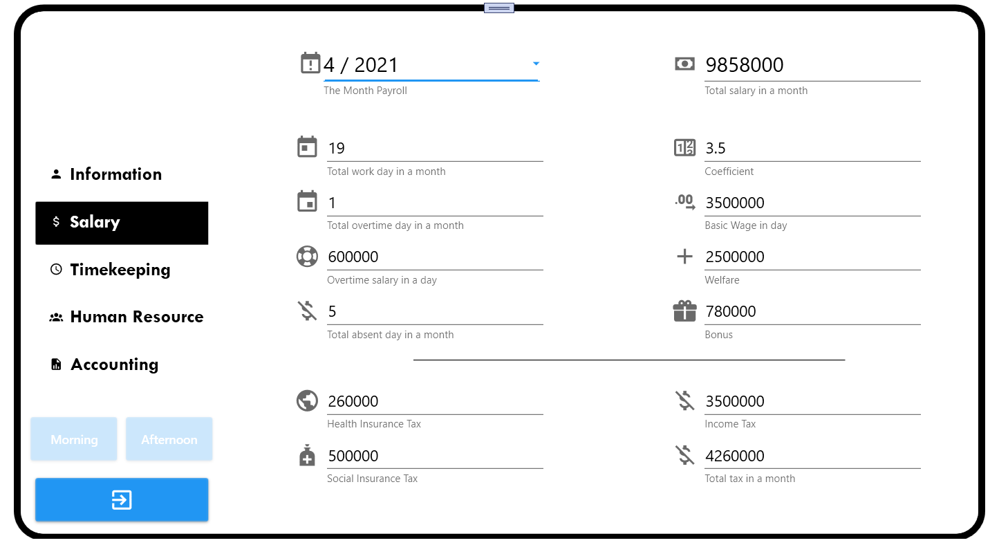 4 / 2021
The Month Payroll
9858000
Total salary in a month
Information
Salary
Timekeeping
Human Resource
Accounting
Morning
Afternoon
19
Total work day in a month
3.5
Coefficient
1
Total overtime day in a month
3500000
Basic Wage in day
600000
Overtime salary in a day
2500000
Welfare
5
Total absent day in a month
780000
Bonus
260000
Health Insurance Tax
3500000
Income Tax
500000
Social Insurance Tax
4260000
Total tax in a month